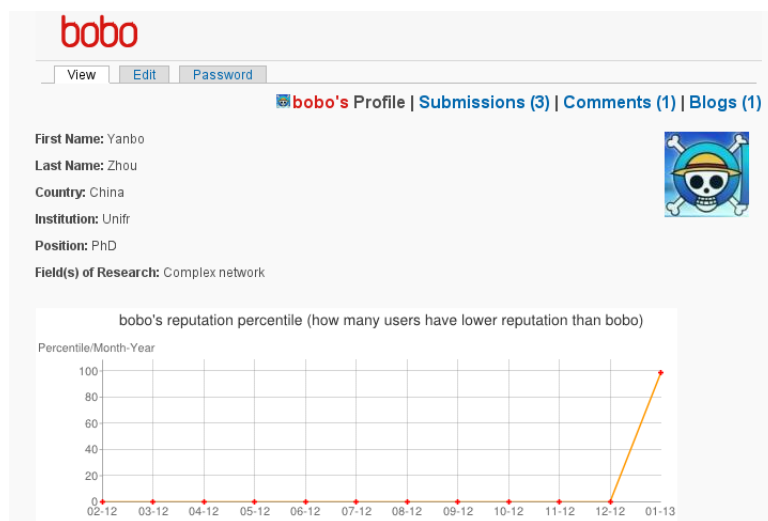 bobo
View Edit Password
bobo's Profile | Submissions (3) | Comments (1) | Blogs (1)
First Name: Yanbo
Last Name: Zhou
Country: China
Institution: Unifr
Position: PhD
Field(s) of Research: Complex network
bobo's reputation percentile (how many users have lower reputation than bobo)
Percentile/Month-Year
100
80
60
40
20
0
02-12 03-12 04-12 05-12 06-12 07-12 08-12 09-12 10-12 11-12 12-12 01-13